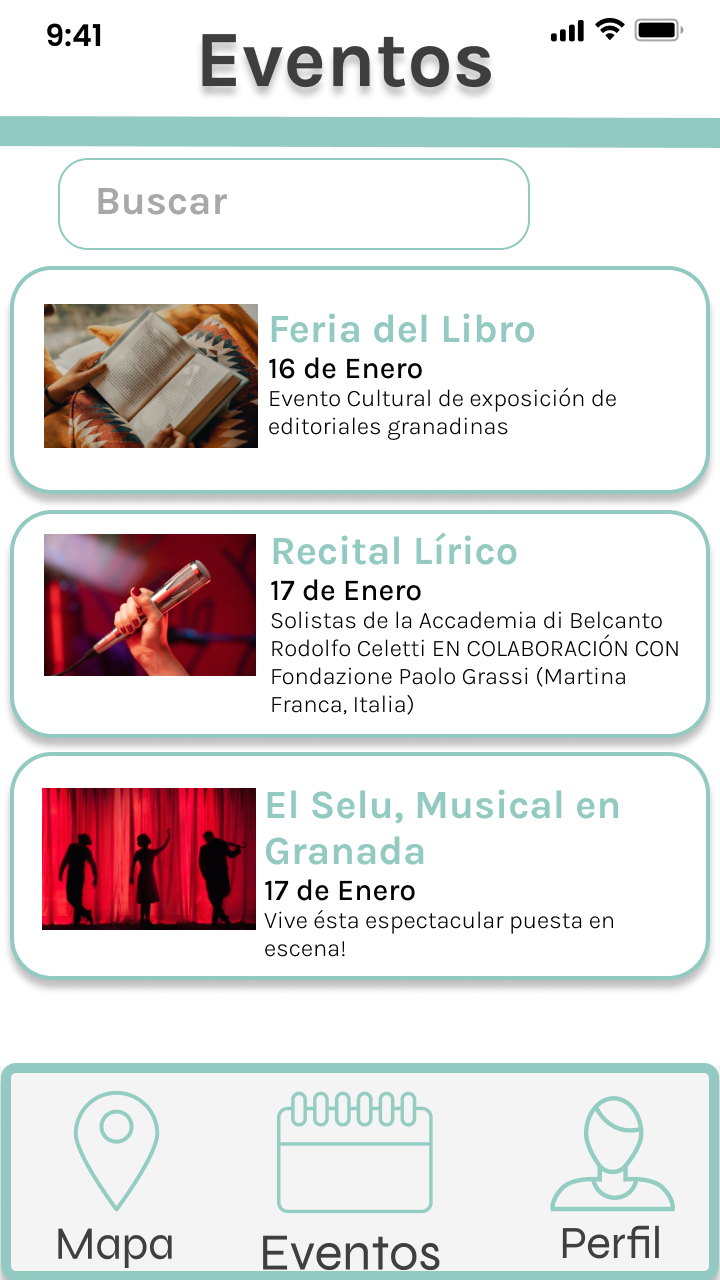 9:41
Eventos
Buscar
Feria del Libro
16 de Enero
Evento Cultural de exposición de
editoriales granadinas
Recital Lírico
17 de Enero
Solistas de la Accademia di Belcanto
Rodolfo Celetti EN COLABORACIÓN CON
Fondazione Paolo Grassi (Martina
Franca, Italia)
El Selu, Musical en
Granada
17 de Enero
Vive ésta espectacular puesta en
escena!
Mapa
Eventos
Perfil